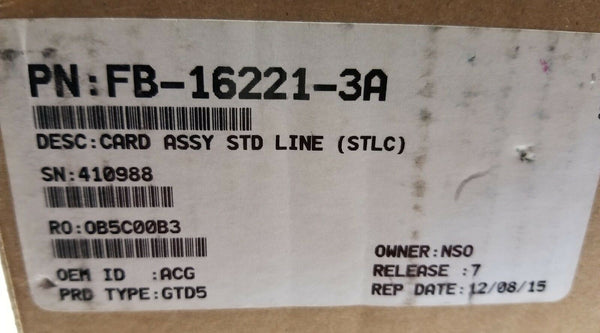 PN:FB-16221-3A
DESC:CARD ASSY STD LINE (STLC)
SN:410988
RO:OB5C00B3
OEM ID :ACG
PRD TYPE:GTD5
OWNER:NSO
RELEASE :7
REP DATE:12/08/15